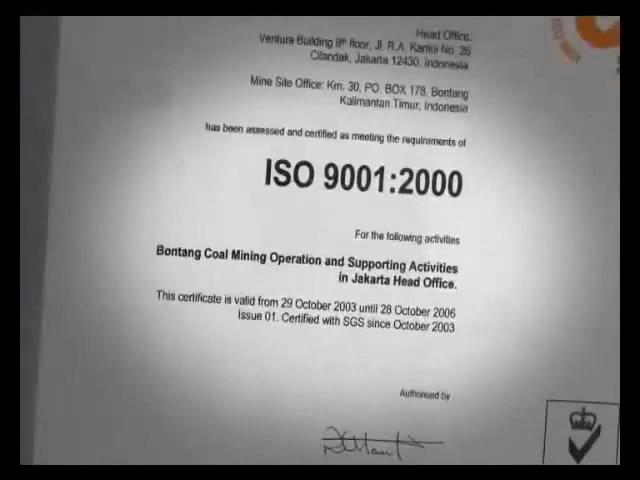 Head Office:
Ventura Building 8th floor, Jl. R.A. Kartini No. 26
Cilandak, Jakarta 12430, Indonesia
Mine Site Office: Km. 30, PO. BOX 178, Bontang
Kalimantan Timur, Indonesia
has been assessed and certified as meeting the requirements of
ISO 9001:2000
For the following activities
Bontang Coal Mining Operation and Supporting Activities
in Jakarta Head Office.
This certificate is valid from 29 October 2003 until 28 October 2006
Issue 01. Certified with SGS since October 2003
Authorised by